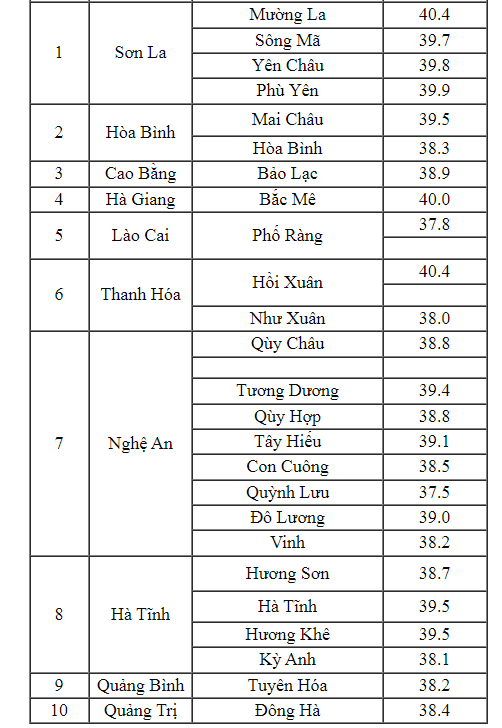 1 Sơn La Mường La 40.4
Sông Mã 39.7
Yên Châu 39.8
Phù Yên 39.9
2 Hòa Bình Mai Châu 39.5
Hòa Bình 38.3
3 Cao Bằng Bảo Lạc 38.9
4 Hà Giang Bắc Mê 40.0
5 Lào Cai Phố Ràng 37.8
6 Thanh Hóa Hồi Xuân 40.4
Như Xuân 38.0
7 Nghệ An Qùy Châu 38.8
Tương Dương 39.4
Qùy Hợp 38.8
Tây Hiếu 39.1
Con Cuông 38.5
Quỳnh Lưu 37.5
Đô Lương 39.0
Vinh 38.2
8 Hà Tĩnh Hương Sơn 38.7
Hà Tĩnh 39.5
Hương Khê 39.5
Kỳ Anh 38.1
9 Quảng Bình Tuyên Hóa 38.2
10 Quảng Trị Đông Hà 38.4